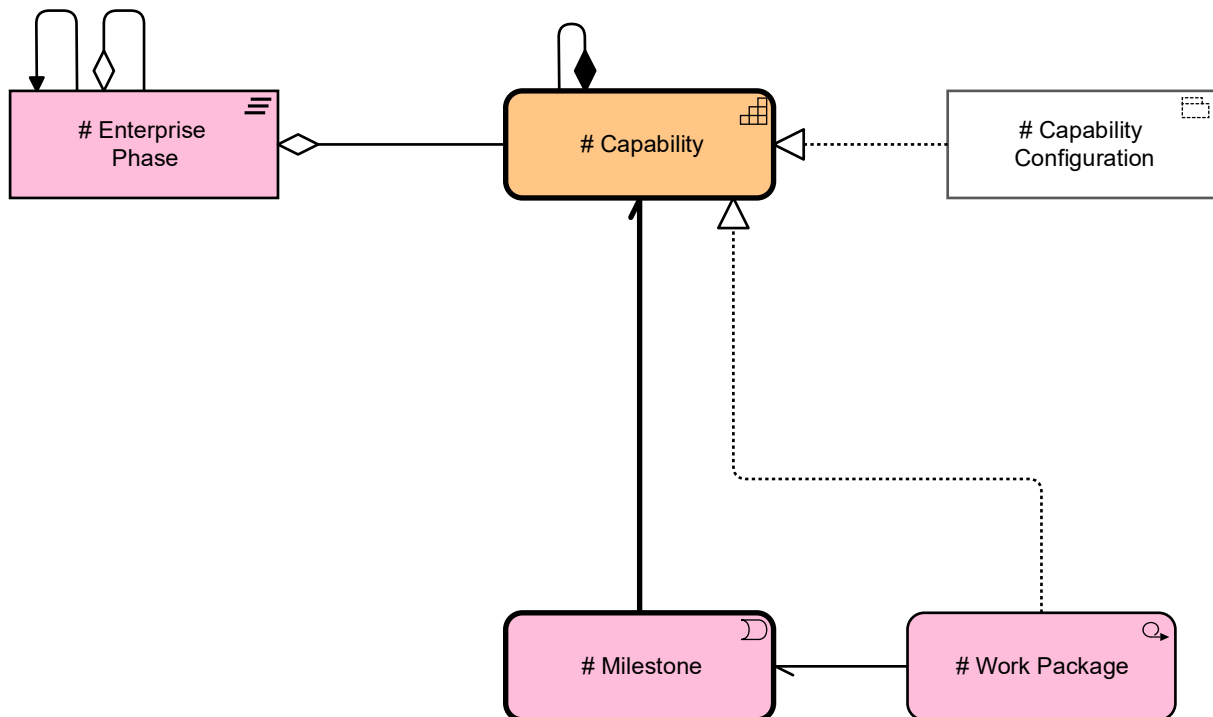 # Enterprise
Phase
# Capability
# Capability
Configuration
# Milestone
# Work Package